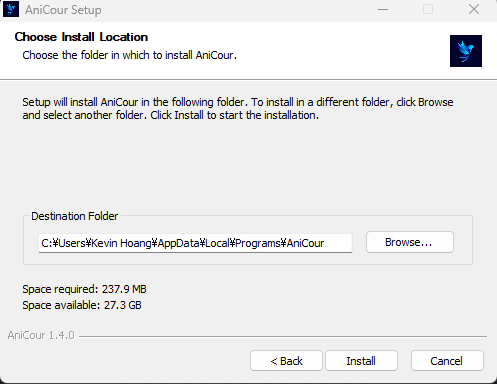 AniCour Setup
Choose Install Location
Choose the folder in which to install AniCour.
Setup will install AniCour in the following folder. To install in a different folder, click Browse
and select another folder. Click Install to start the installation.
Destination Folder
C:¥Users¥Kevin Hoang¥AppData¥Local¥Programs¥AniCour
Browse...
Space required: 237.9 MB
Space available: 27.3 GB
AniCour 1.4.0
< Back
Install
Cancel